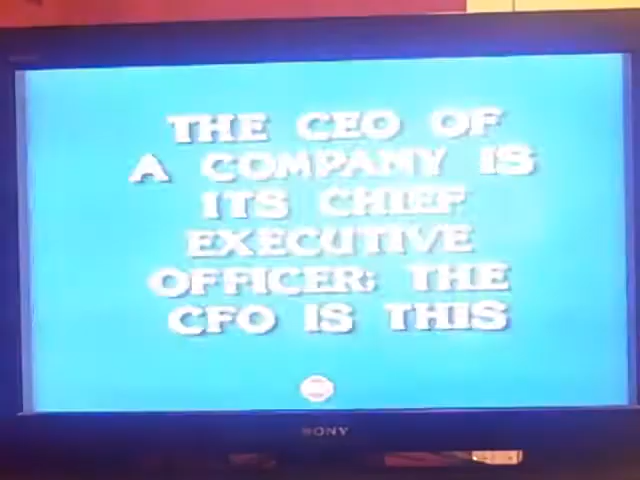 THE CEO OF
A COMPANY IS
ITS CHIEF
EXECUTIVE
OFFICER; THE
CFO IS THIS
SONY